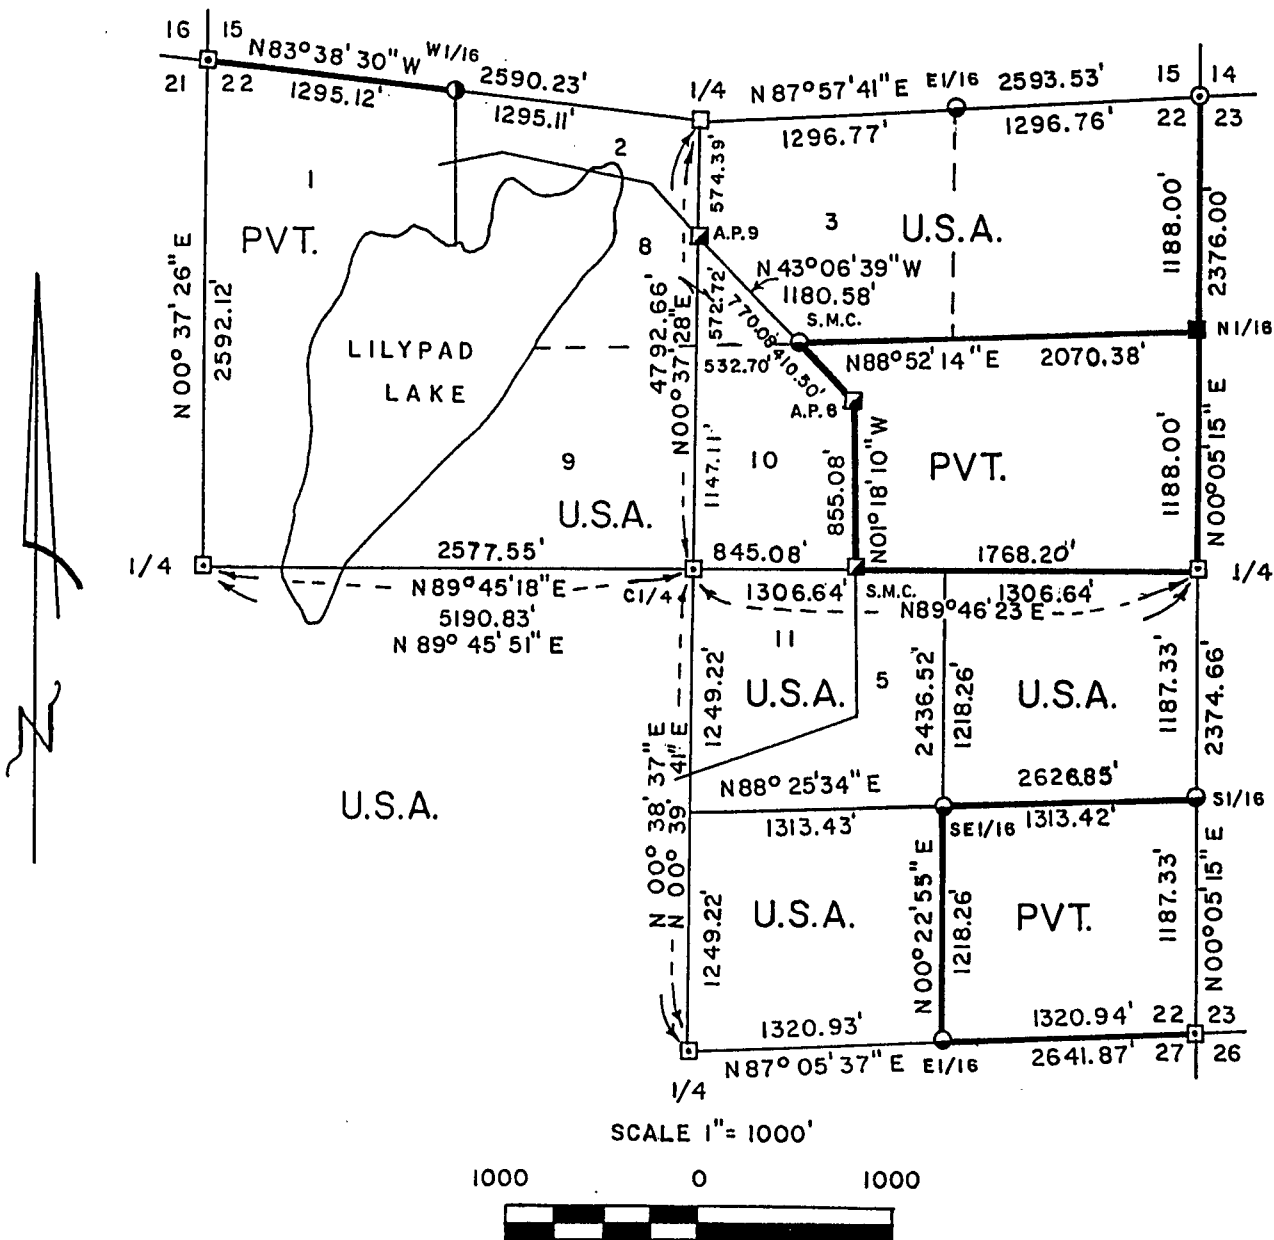 16 15
N83°38'30"W W1/16
2590.23'
1/4
N87°57'41"E E1/16 2593.53'
15 14
21 22
1295.12'
1295.11'
1296.77'
1296.76'
22 23
2
574.39'
1
PVT.
A.P.9
3
U.S.A.
1188.00'
2376.00'
8
N43°06'39"W
1180.58'
N00°37'26"E
2592.12'
4792.66'
N00°37'28"E
572.72'
770.08'
S.M.C.
N1/16
LILYPAD
LAKE
532.70'
410.50'
N88°52'14"E 2070.38'
A.P.8
9
1147.11'
10
855.08'
N01°18'10"W
PVT.
1188.00'
N00°05'15"E
U.S.A.
1/4
2577.55'
845.08'
1768.20'
1/4
N89°45'18"E
C1/4
1306.64'
S.M.C.
1306.64'
5190.83'
N89°46'23E
N89°45'51"E
11
5
U.S.A.
1249.22'
2436.52'
1218.26'
U.S.A.
1187.33'
2374.66'
N
U.S.A.
N00°38'37"E
N00°39'41"E
N88°25'34"E
2626.85'
S1/16
1313.43'
SE1/16
1313.42'
U.S.A.
1249.22'
N00°22'55"E
1218.26'
PVT.
1187.33'
N00°05'15"E
1320.93'
1320.94'
22 23
N87°05'37"E E1/16
2641.87'
27 26
1/4
SCALE 1"=1000'
1000 0 1000